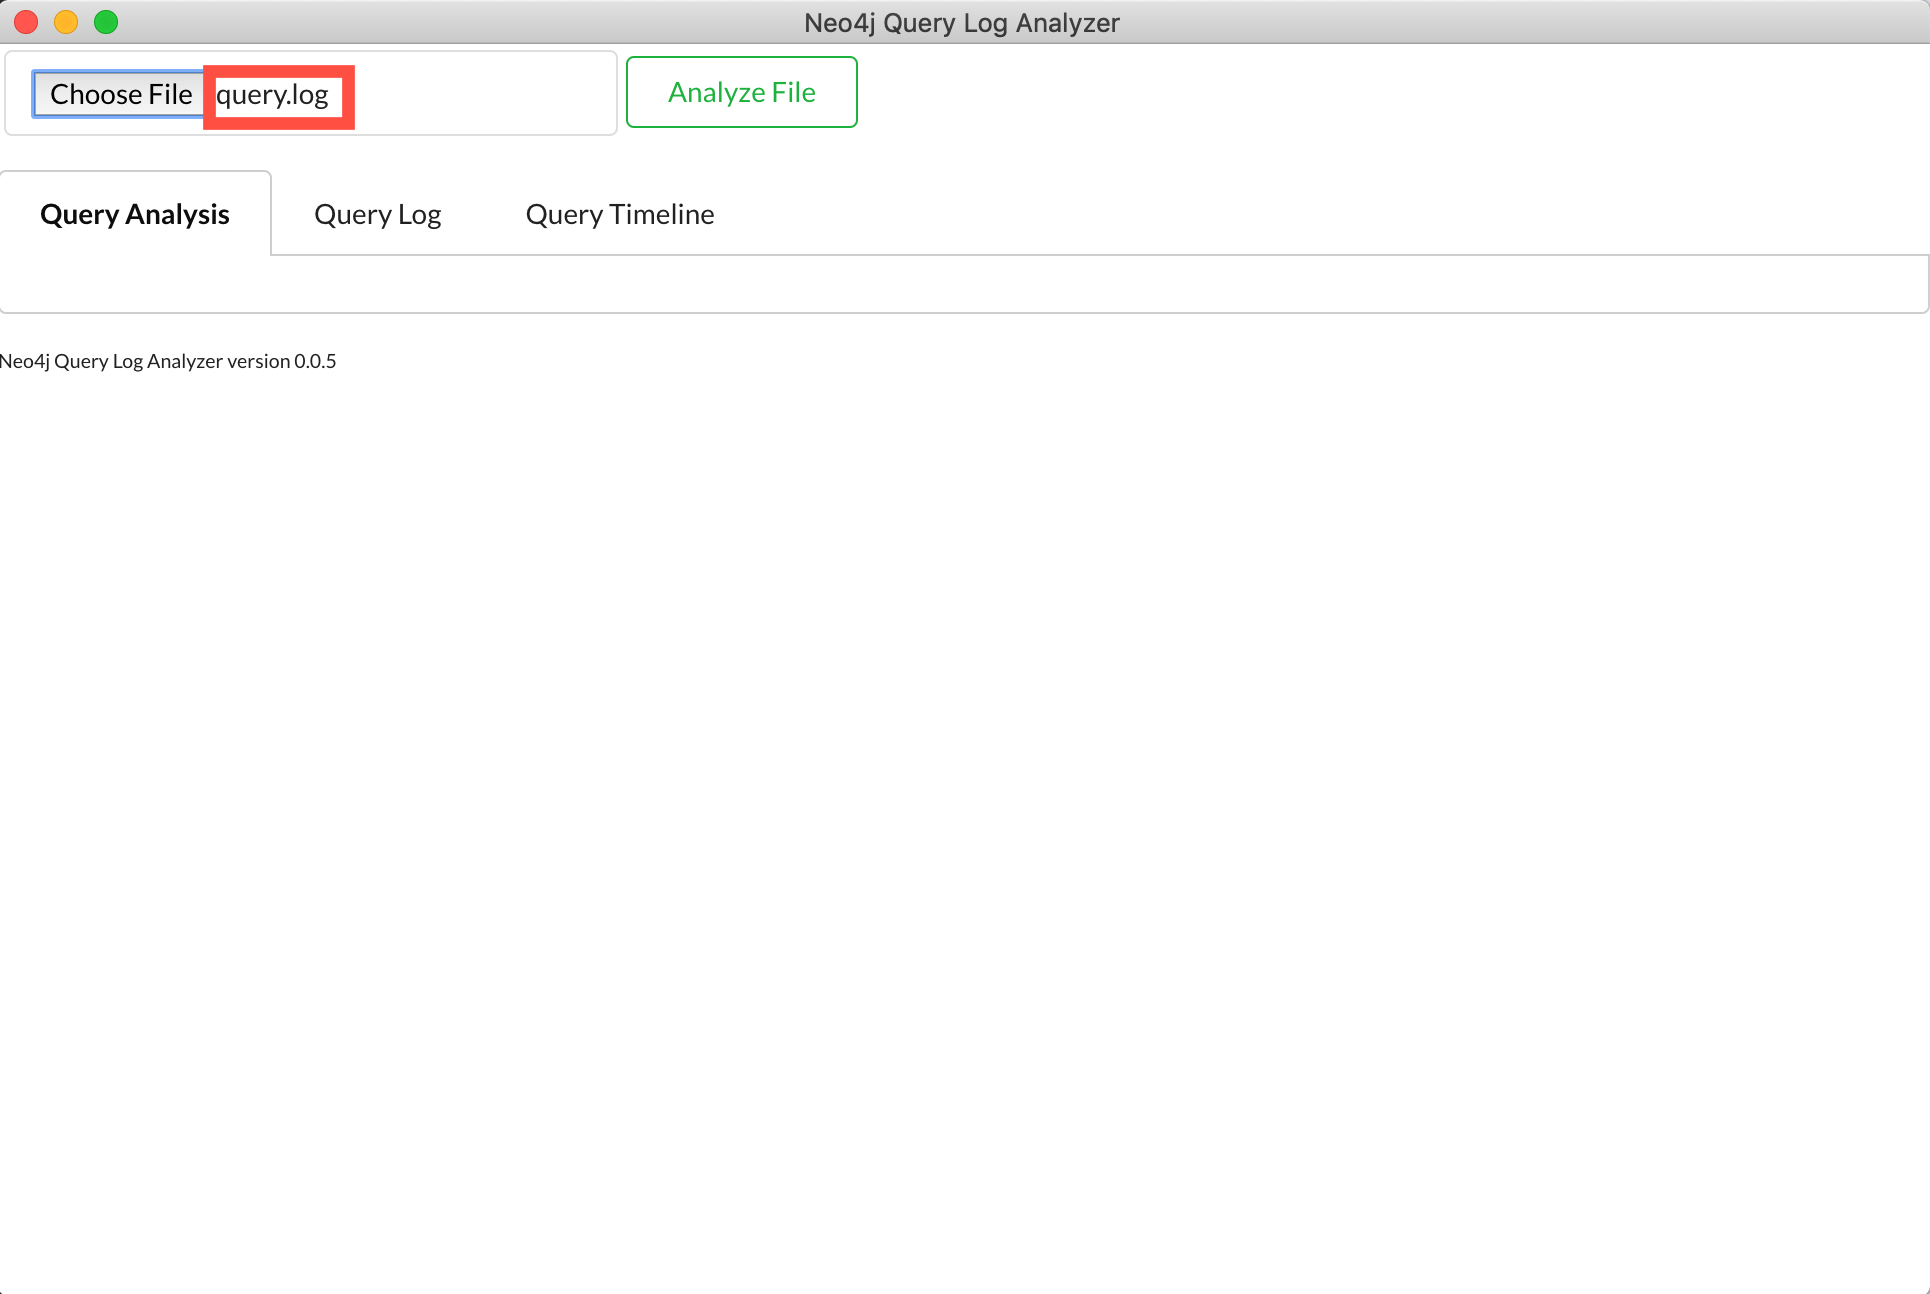 Neo4j Query Log Analyzer
Choose File query.log Analyze File
Query Analysis Query Log Query Timeline
Neo4j Query Log Analyzer version 0.0.5